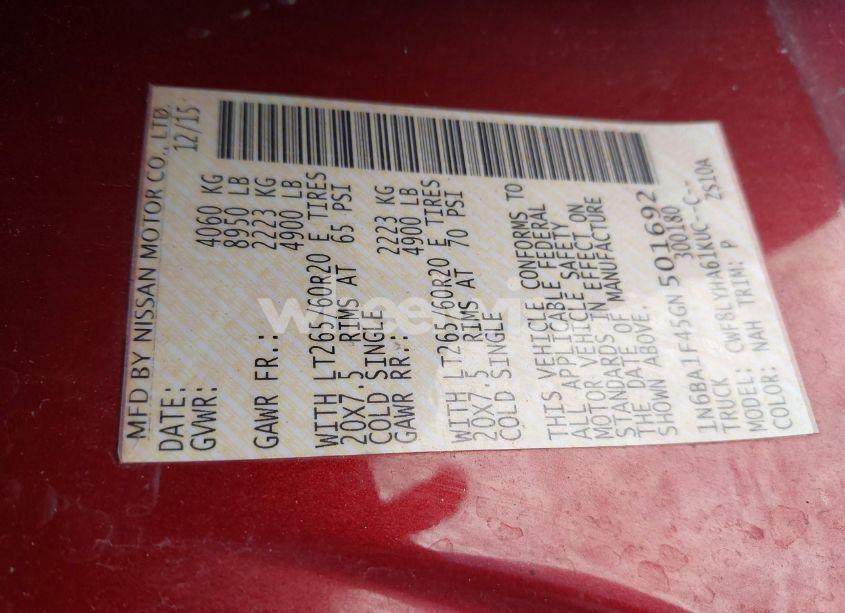 MFD BY NISSAN MOTOR CO., LTD.
DATE: 12/15
GVWR: 4060 KG
8950 LB
GAWR FR.: 2223 KG
4900 LB
WITH LT265/60R20 E TIRES
20X7.5 RIMS AT 65 PSI
COLD SINGLE
GAWR RR.: 2223 KG
4900 LB
WITH LT265/60R20 E TIRES
20X7.5 RIMS AT 70 PSI
COLD SINGLE
THIS VEHICLE CONFORMS TO
ALL APPLICABLE FEDERAL
MOTOR VEHICLE SAFETY
STANDARDS IN EFFECT ON
THE DATE OF MANUFACTURE
SHOWN ABOVE.
1N6BA1F45GN501692
TRUCK 300180
MODEL: CWF8LYHA61KUC--C--
COLOR: NAH TRIM: P ZS10A